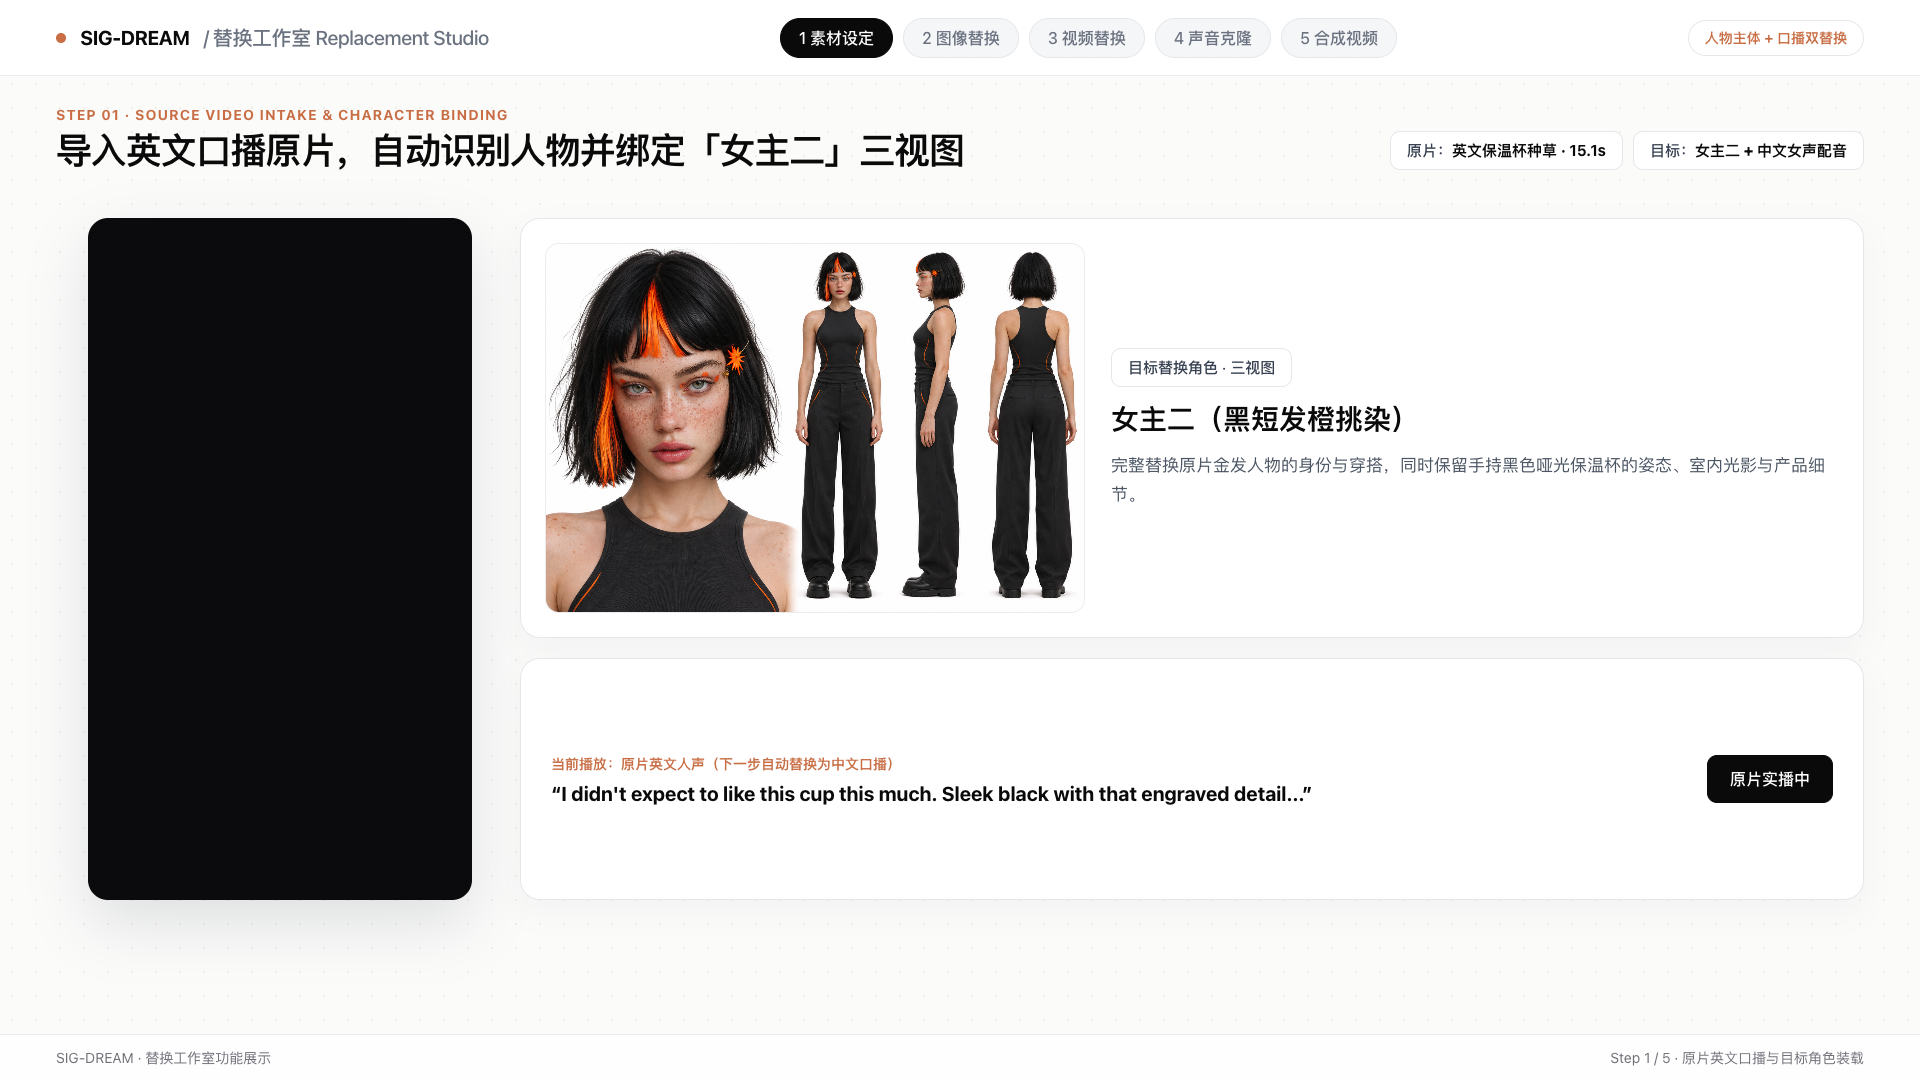 SIG-DREAM / 替换工作室 Replacement Studio
1 素材设定
2 图像替换
3 视频替换
4 声音克隆
5 合成视频
人物主体 + 口播双替换
STEP 01 · SOURCE VIDEO INTAKE & CHARACTER BINDING
导入英文口播原片，自动识别人物并绑定「女主二」三视图
原片：英文保温杯种草 · 15.1s
目标：女主二 + 中文女声配音
目标替换角色 · 三视图
女主二（黑短发橙挑染）
完整替换原片金发人物的身份与穿搭，同时保留手持黑色哑光保温杯的姿态、室内光影与产品细
节。
当前播放：原片英文人声（下一步自动替换为中文口播）
“I didn't expect to like this cup this much. Sleek black with that engraved detail...”
原片实播中
SIG-DREAM · 替换工作室功能展示
Step 1 / 5 · 原片英文口播与目标角色装载